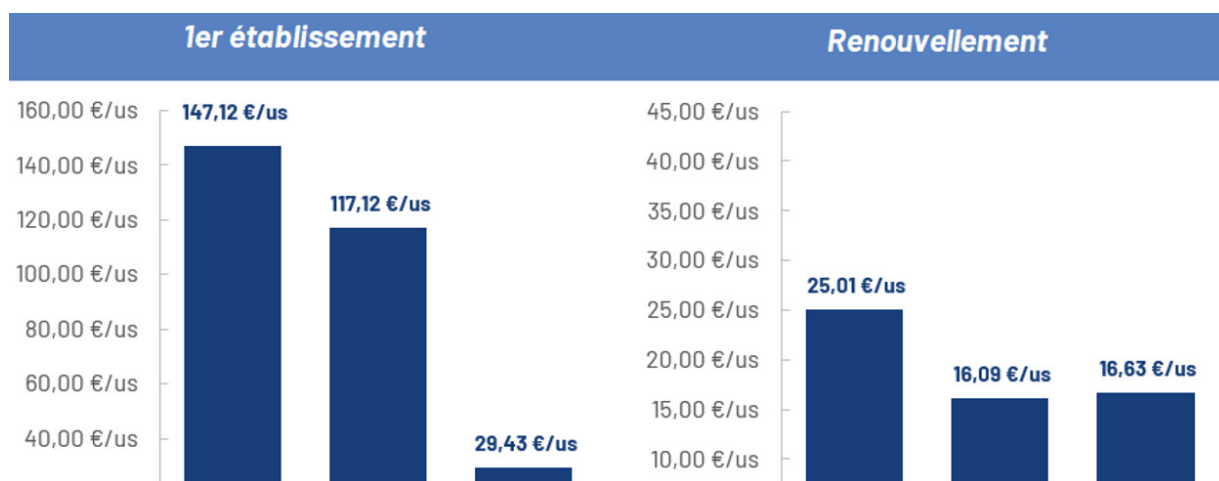 1er établissement
Renouvellement
160,00 €/us
147,12 €/us
140,00 €/us
120,00 €/us
117,12 €/us
100,00 €/us
80,00 €/us
60,00 €/us
40,00 €/us
29,43 €/us
45,00 €/us
40,00 €/us
35,00 €/us
30,00 €/us
25,01 €/us
25,00 €/us
20,00 €/us
16,09 €/us
16,63 €/us
15,00 €/us
10,00 €/us